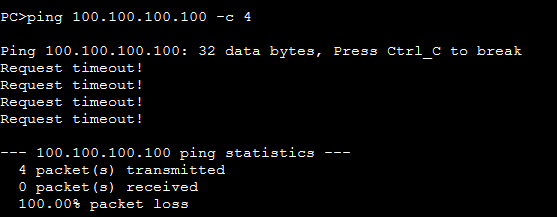 PC>ping 100.100.100.100 -c 4
Ping 100.100.100.100: 32 data bytes, Press Ctrl_C to break
Request timeout!
Request timeout!
Request timeout!
Request timeout!
--- 100.100.100.100 ping statistics ---
4 packet(s) transmitted
0 packet(s) received
100.00% packet loss